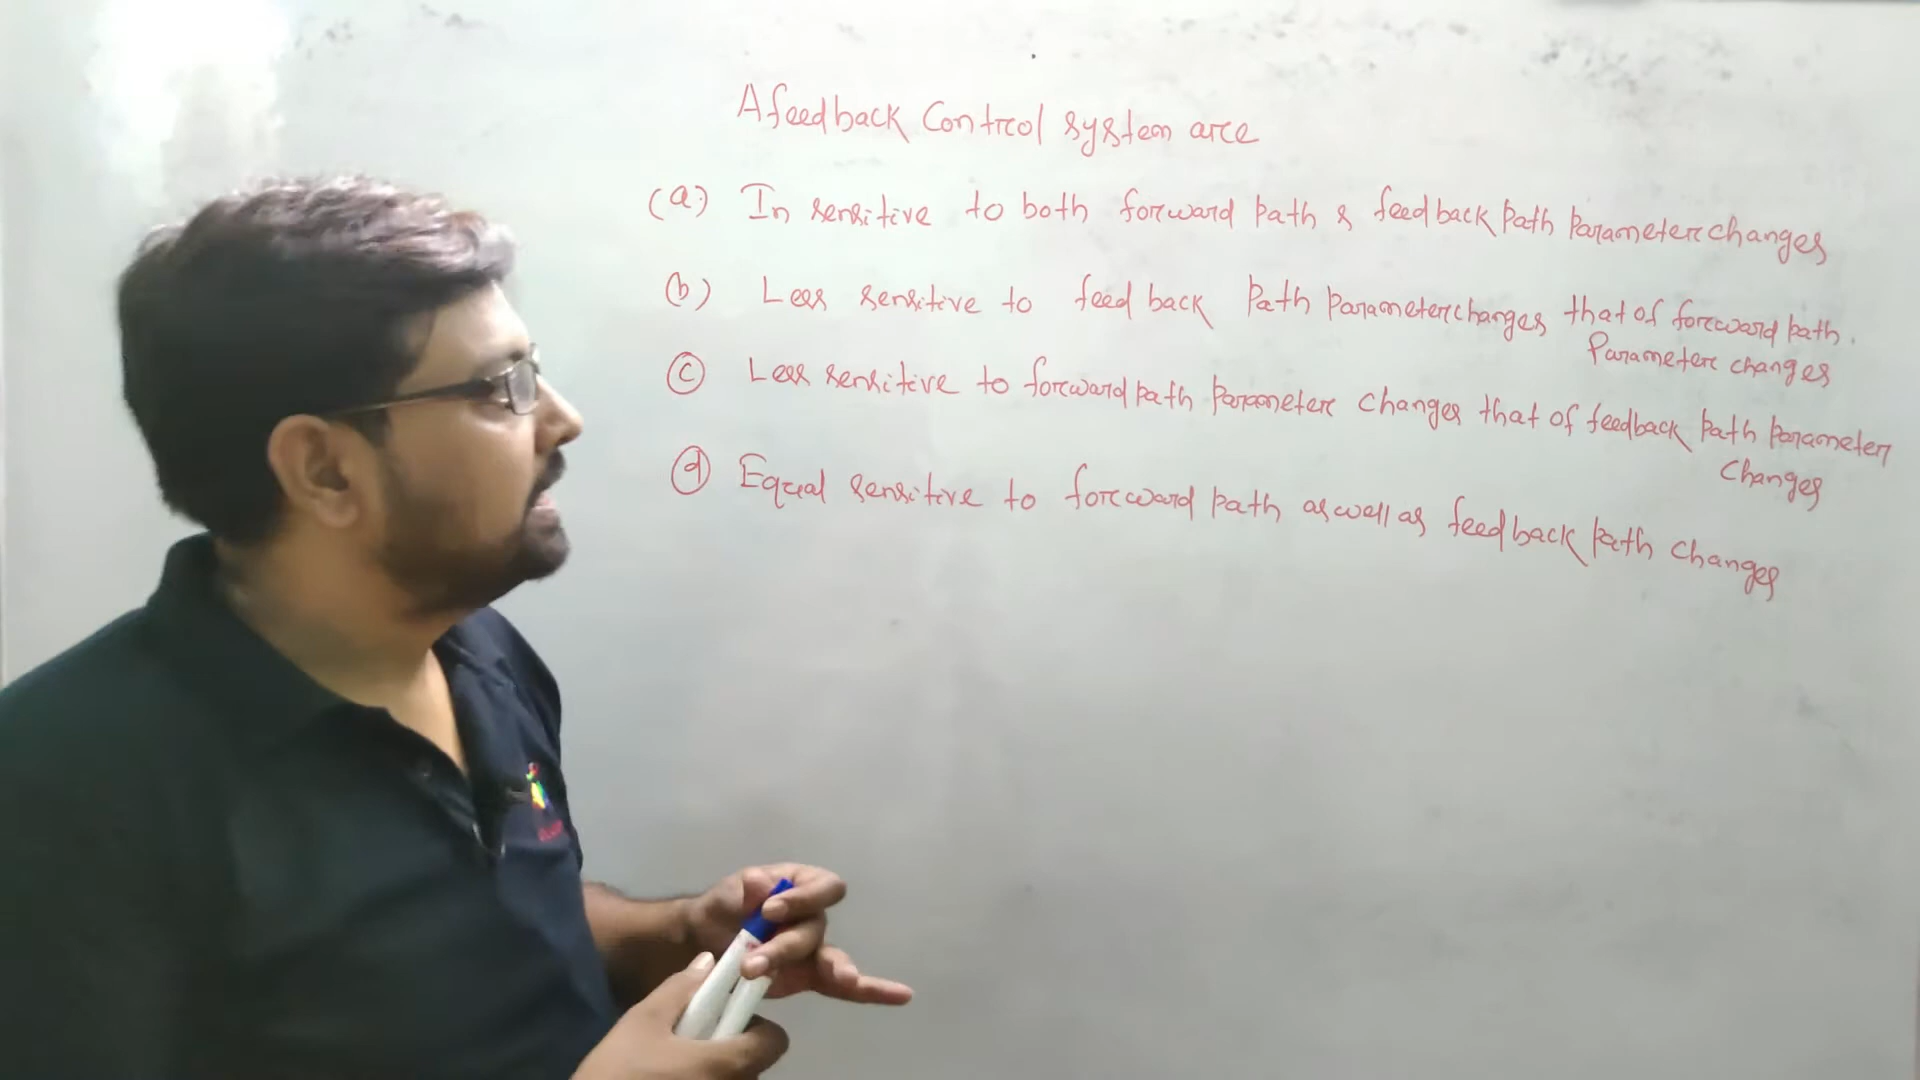 A feedback Control system are
(a) In sensitive to both forward path & feedback path parameter changes
(b) Less sensitive to feed back path parameter changes that of forward path.
parameter changes
(c) Less sensitive to forward path parameter changes that of feedback path parameter
changes
(d) Equal sensitive to forward path as well as feedback path changes